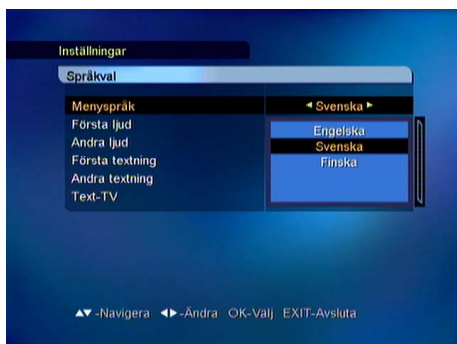 Inställningar
Språkval
Menyspråk ◄ Svenska ►
Första ljud
Engelska
Andra ljud
Svenska
Första textning
Finska
Andra textning
Text-TV
▲▼ -Navigera ◄► -Ändra OK-Välj EXIT-Avsluta